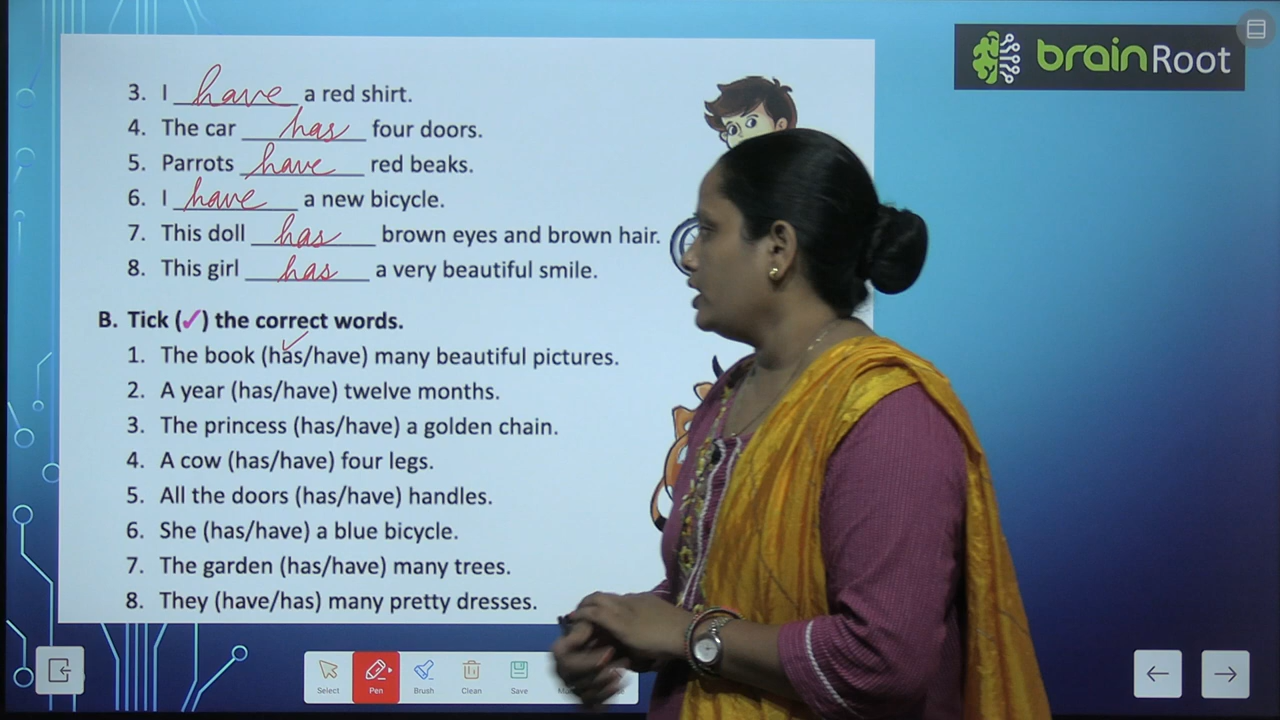 brainRoot
3. I have a red shirt.
4. The car has four doors.
5. Parrots have red beaks.
6. I have a new bicycle.
7. This doll has brown eyes and brown hair.
8. This girl has a very beautiful smile.
B. Tick (✓) the correct words.
1. The book (has/have) many beautiful pictures.
2. A year (has/have) twelve months.
3. The princess (has/have) a golden chain.
4. A cow (has/have) four legs.
5. All the doors (has/have) handles.
6. She (has/have) a blue bicycle.
7. The garden (has/have) many trees.
8. They (have/has) many pretty dresses.
Select Pen Brush Clean Save